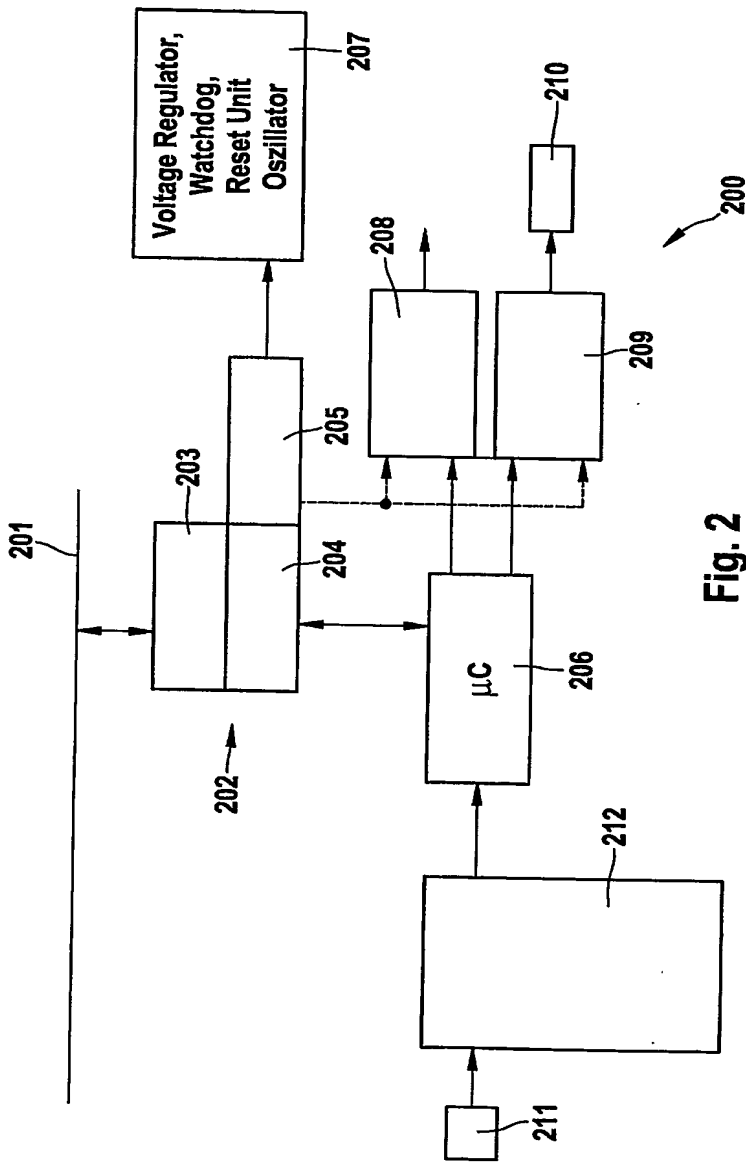 201
203
202
204
205
Voltage Regulator,
Watchdog,
Reset Unit
Oszillator
207
µC
206
208
209
210
211
212
200
Fig. 2